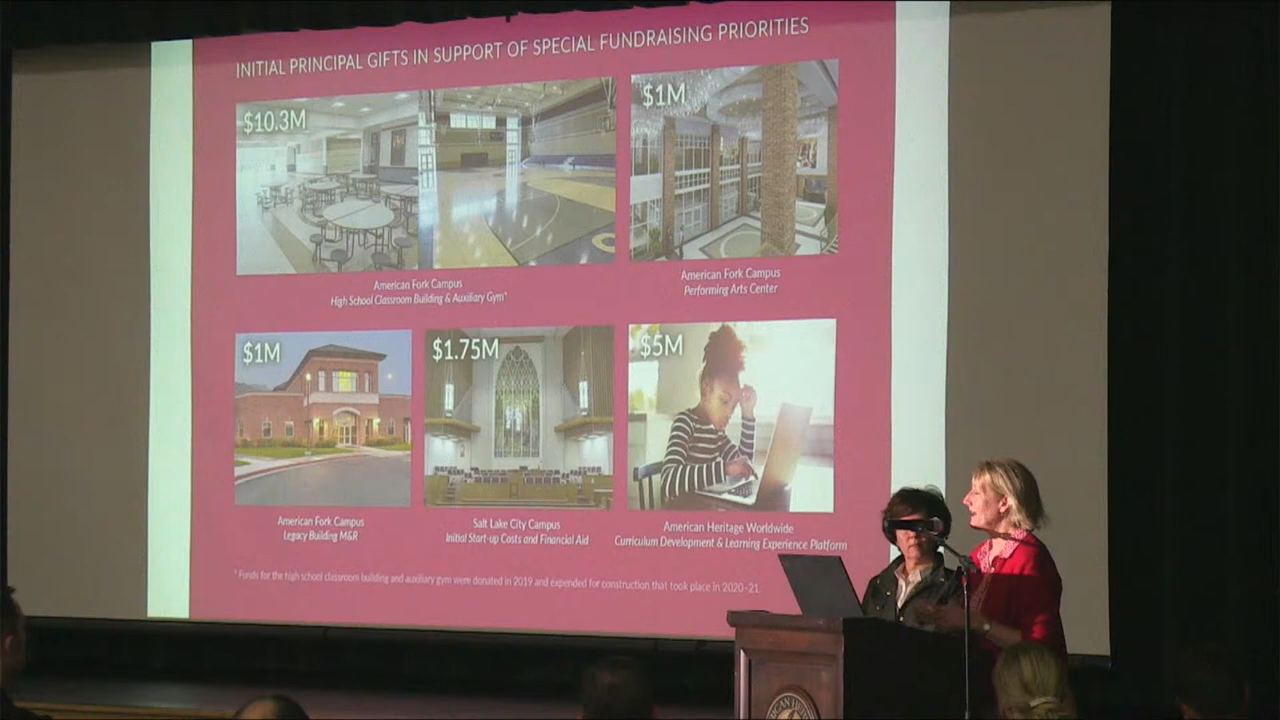 INITIAL PRINCIPAL GIFTS IN SUPPORT OF SPECIAL FUNDRAISING PRIORITIES
$10.3M
$1M
American Fork Campus
High School Classroom Building & Auxiliary Gym*
American Fork Campus
Performing Arts Center
$1M
$1.75M
$5M
American Fork Campus
Legacy Building M&R
Salt Lake City Campus
Initial Start-up Costs and Financial Aid
American Heritage Worldwide
Curriculum Development & Learning Experience Platform
* Funds for the high school classroom building and auxiliary gym were donated in 2019 and expended for construction that took place in 2020-21.